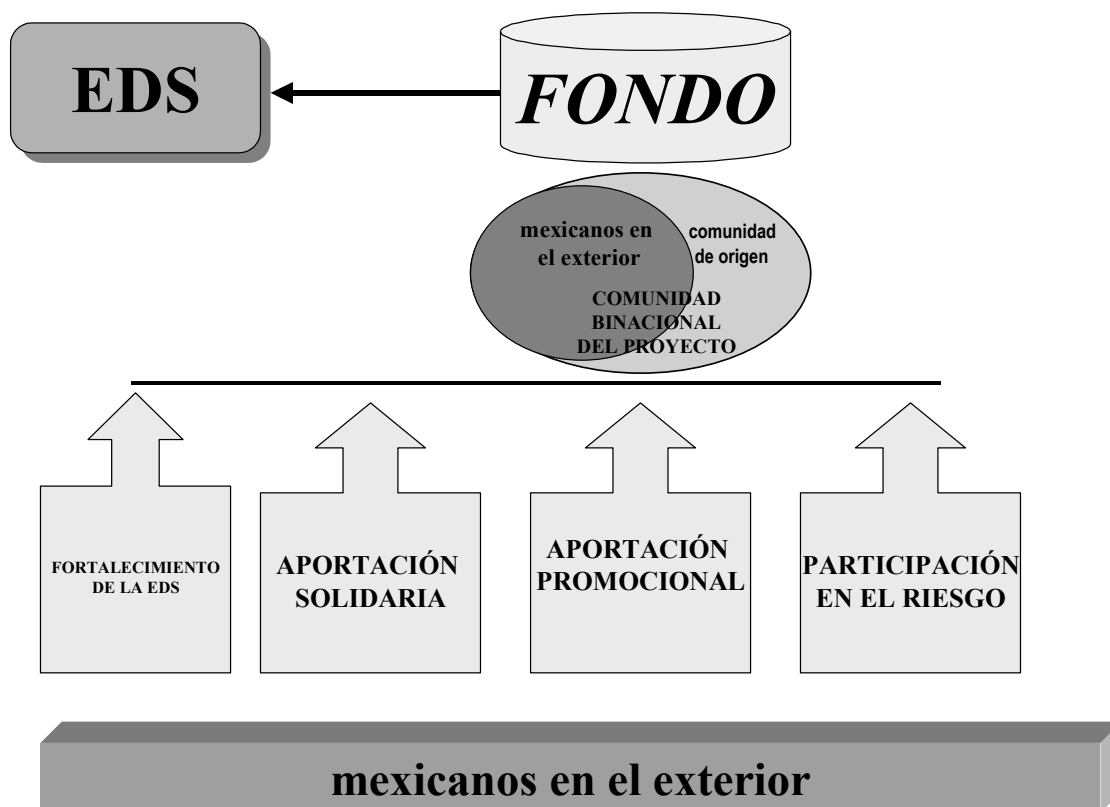 EDS
FONDO
mexicanos en
el exterior
comunidad
de origen
COMUNIDAD
BINACIONAL
DEL PROYECTO
FORTALECIMIENTO
DE LA EDS
APORTACIÓN
SOLIDARIA
APORTACIÓN
PROMOCIONAL
PARTICIPACIÓN
EN EL RIESGO
mexicanos en el exterior